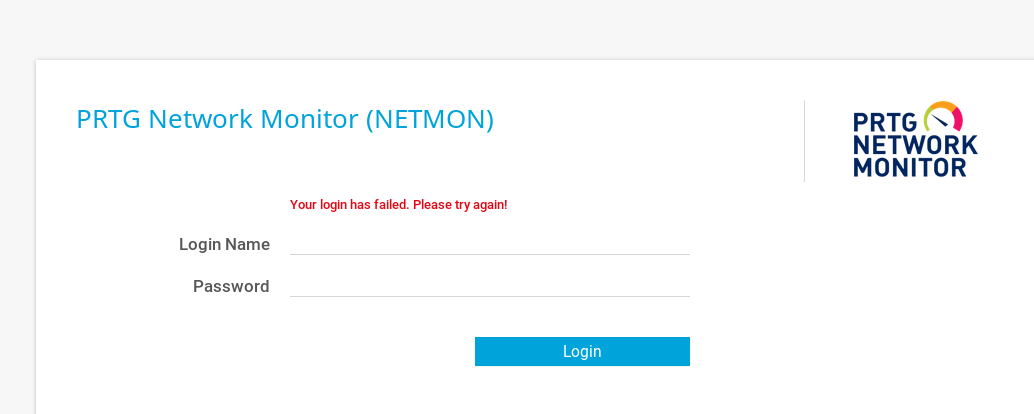 PRTG Network Monitor (NETMON)
PRTG
NETWORK
MONITOR
Your login has failed. Please try again!
Login Name
Password
Login